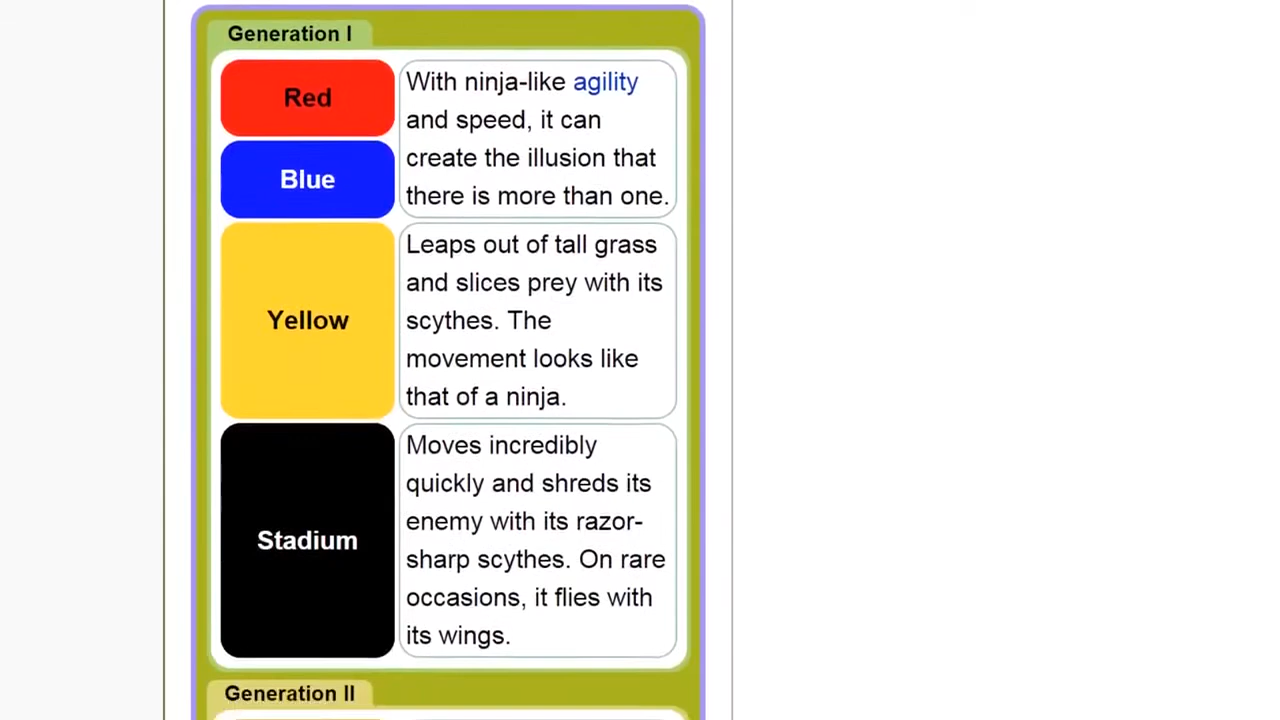 Generation I
Red
With ninja-like agility
and speed, it can
create the illusion that
there is more than one.
Blue
Yellow
Leaps out of tall grass
and slices prey with its
scythes. The
movement looks like
that of a ninja.
Stadium
Moves incredibly
quickly and shreds its
enemy with its razor-
sharp scythes. On rare
occasions, it flies with
its wings.
Generation II